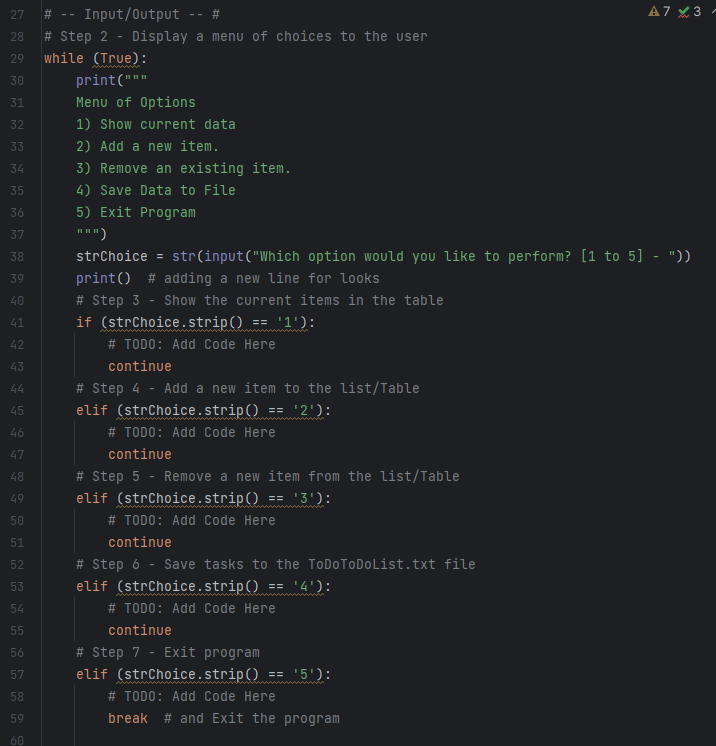 7 3
27 # -- Input/Output -- #
28 # Step 2 - Display a menu of choices to the user
29 while (True):
30     print("""
31     Menu of Options
32     1) Show current data
33     2) Add a new item.
34     3) Remove an existing item.
35     4) Save Data to File
36     5) Exit Program
37     """)
38     strChoice = str(input("Which option would you like to perform? [1 to 5] - "))
39     print()  # adding a new line for looks
40     # Step 3 - Show the current items in the table
41     if (strChoice.strip() == '1'):
42         # TODO: Add Code Here
43         continue
44     # Step 4 - Add a new item to the list/Table
45     elif (strChoice.strip() == '2'):
46         # TODO: Add Code Here
47         continue
48     # Step 5 - Remove a new item from the list/Table
49     elif (strChoice.strip() == '3'):
50         # TODO: Add Code Here
51         continue
52     # Step 6 - Save tasks to the ToDoToDoList.txt file
53     elif (strChoice.strip() == '4'):
54         # TODO: Add Code Here
55         continue
56     # Step 7 - Exit program
57     elif (strChoice.strip() == '5'):
58         # TODO: Add Code Here
59         break  # and Exit the program
60